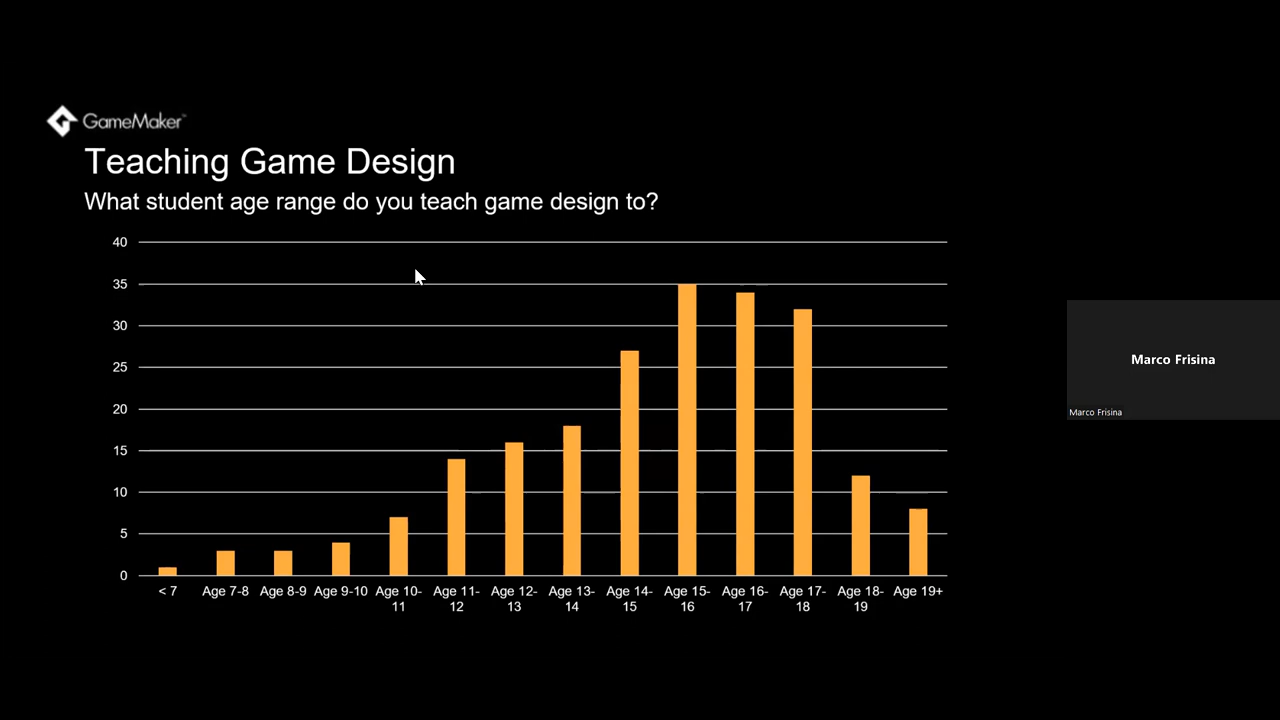 GameMaker™
Teaching Game Design
What student age range do you teach game design to?
40
35
30
25
20
15
10
5
0
< 7 Age 7-8 Age 8-9 Age 9-10 Age 10- Age 11- Age 12- Age 13- Age 14- Age 15- Age 16- Age 17- Age 18- Age 19+
11 12 13 14 15 16 17 18 19
Marco Frisina
Marco Frisina